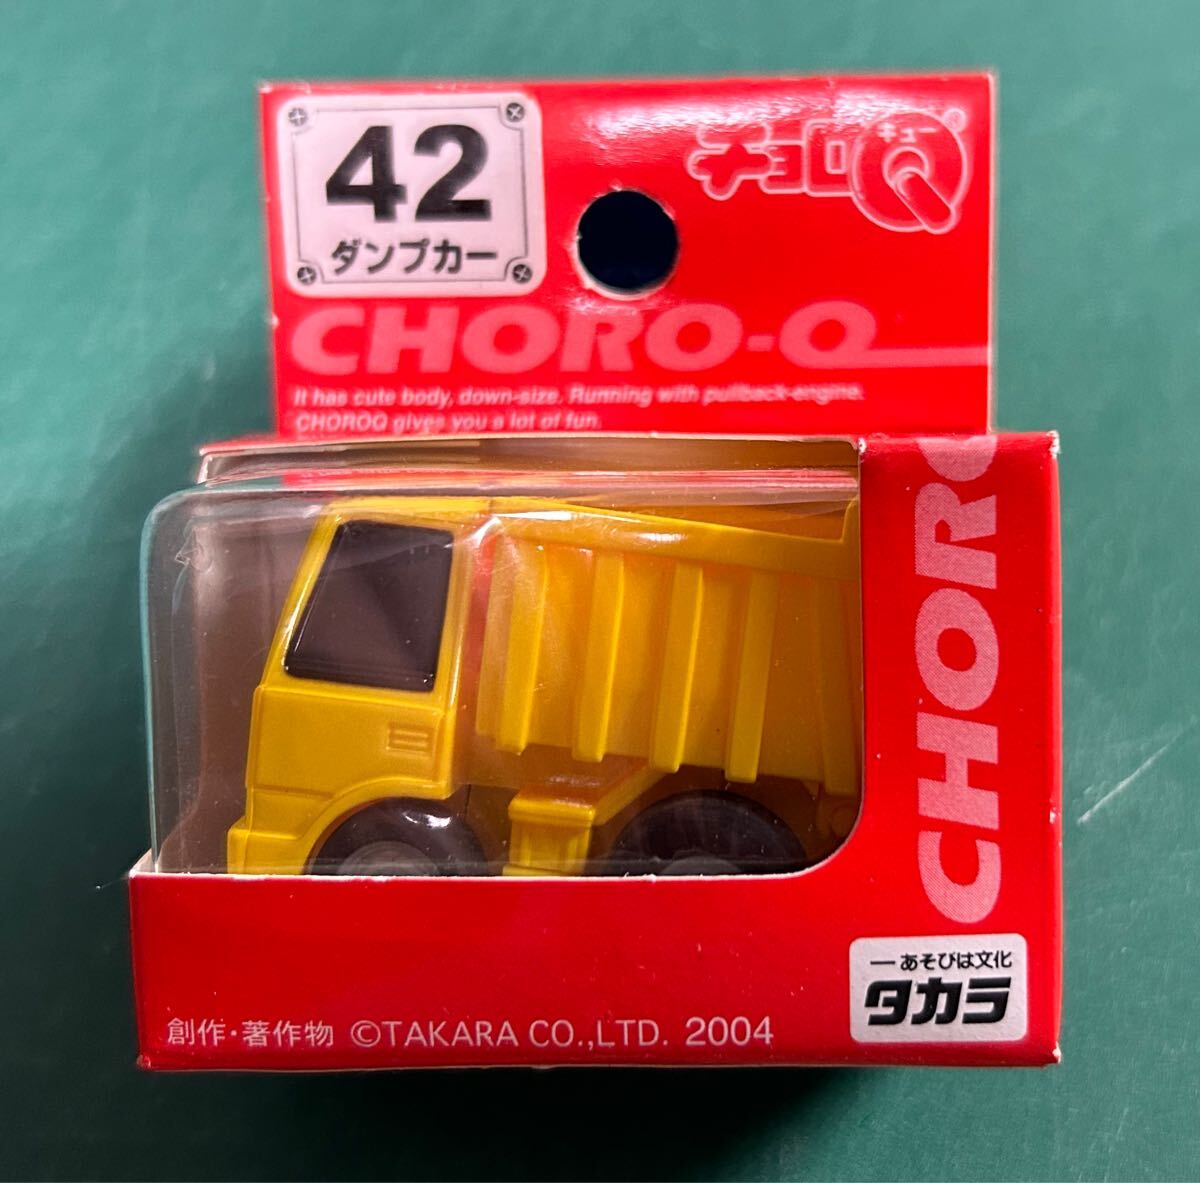 42
ダンプカー
チョロQ
キュー
®
CHORO-Q
It has cute body, down-size. Running with pullback-engine.
CHOROQ gives you a lot of fun.
CHORO
ー あそびは文化
タカラ
創作・著作物 ©TAKARA CO.,LTD. 2004